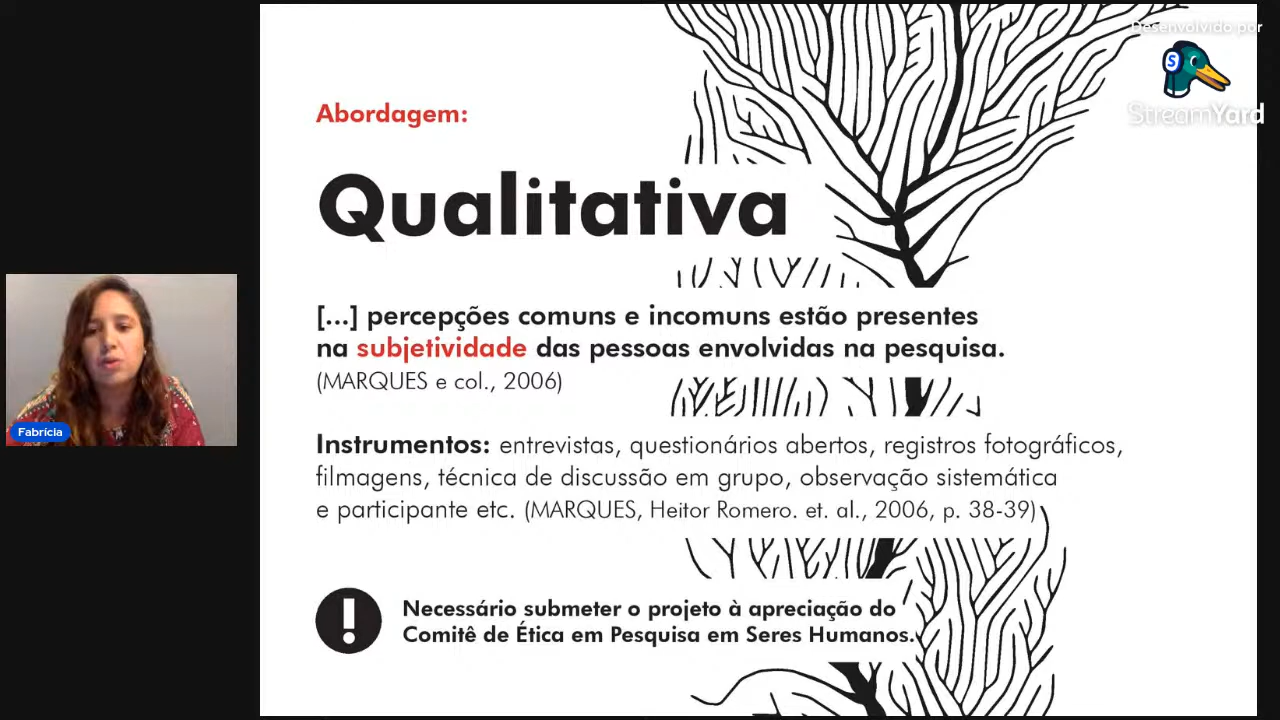 Desenvolvido por
StreamYard
Abordagem:
Qualitativa
[...] percepções comuns e incomuns estão presentes
na subjetividade das pessoas envolvidas na pesquisa.
(MARQUES e col., 2006)
Fabrícia
Instrumentos: entrevistas, questionários abertos, registros fotográficos,
filmagens, técnica de discussão em grupo, observação sistemática
e participante etc. (MARQUES, Heitor Romero. et. al., 2006, p. 38-39)
! Necessário submeter o projeto à apreciação do
Comitê de Ética em Pesquisa em Seres Humanos.